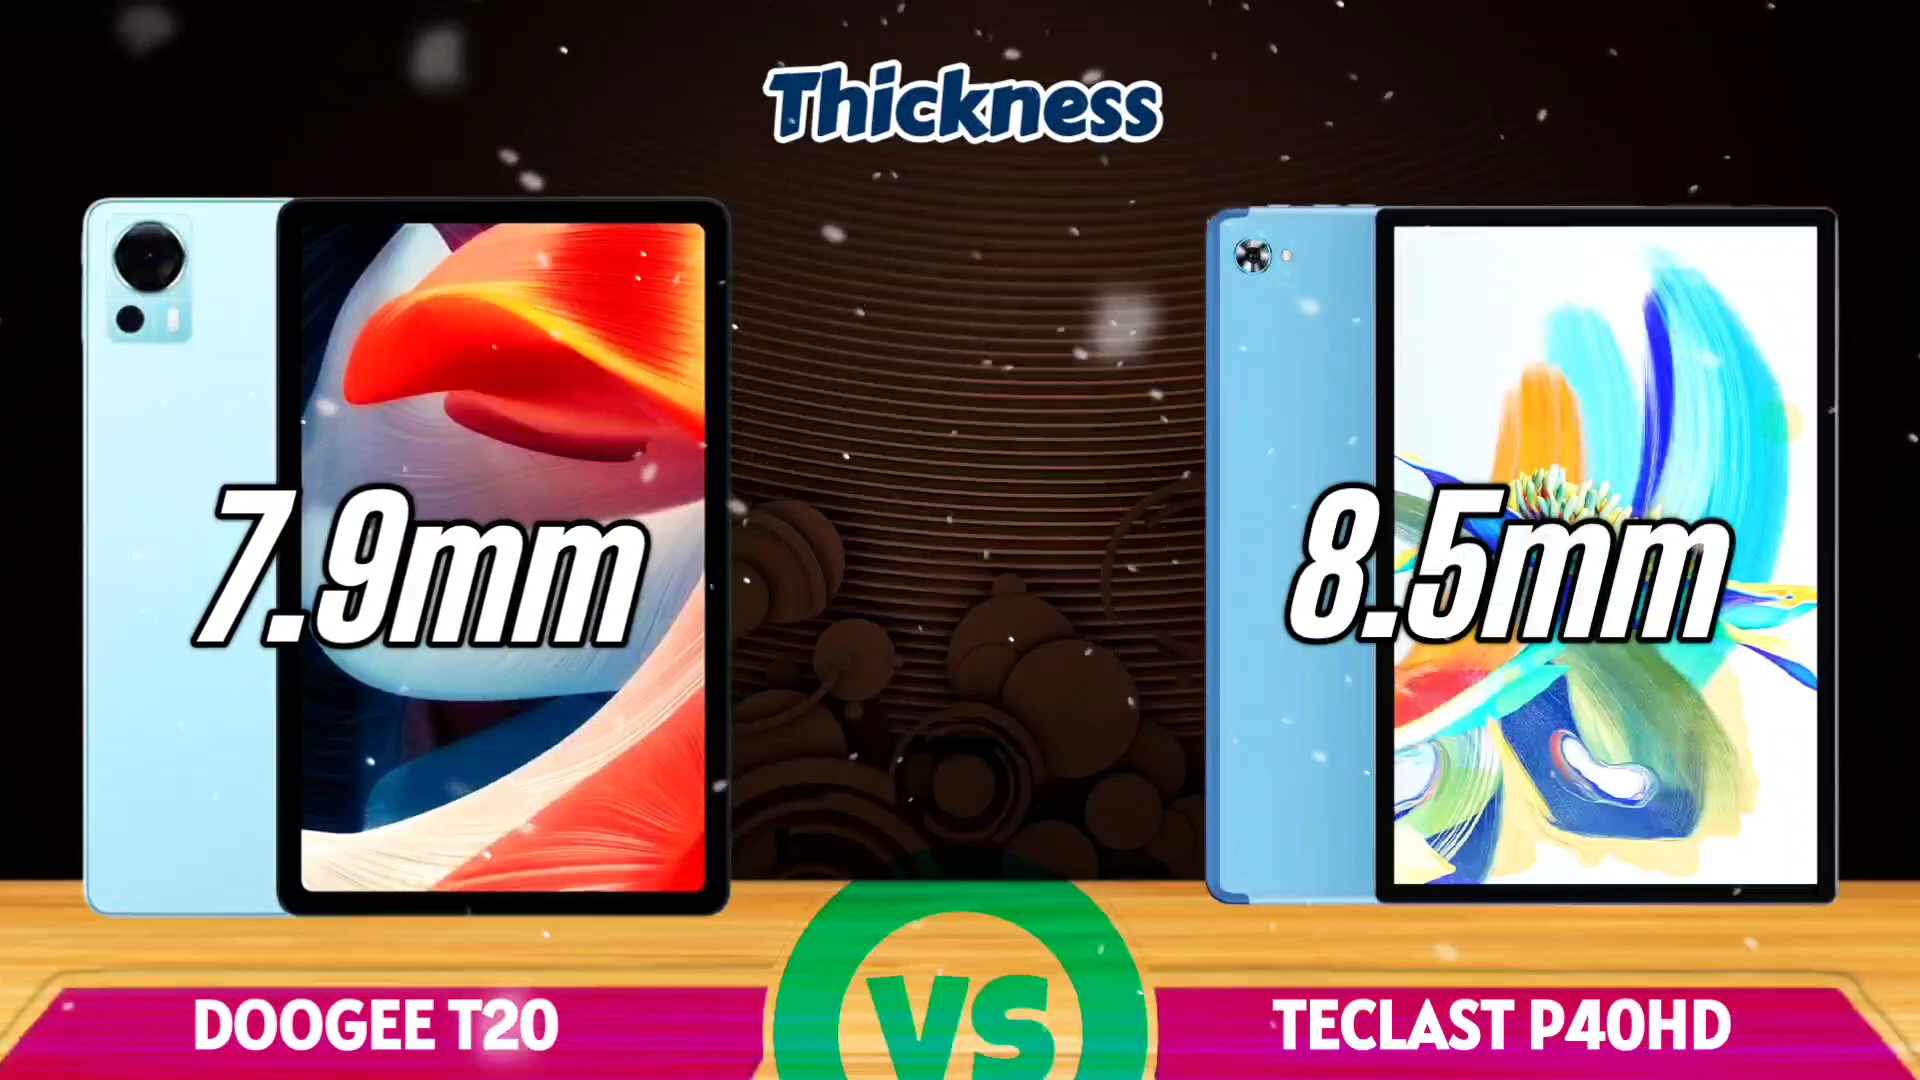 Thickness
7.9mm
8.5mm
DOOGEE T20
VS
TECLAST P40HD